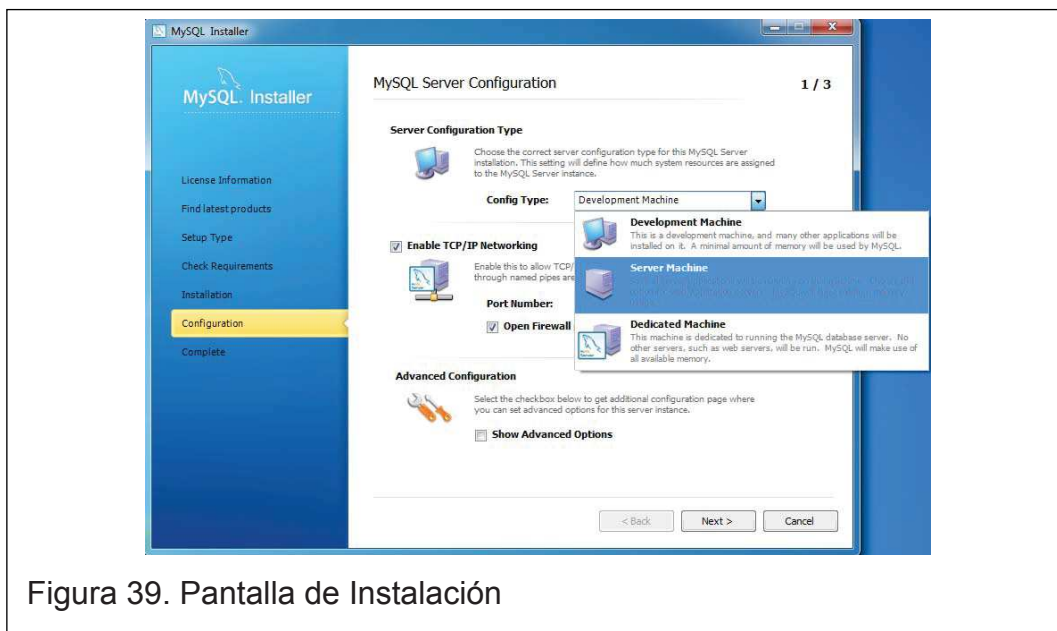 MySQL Installer
MySQL. Installer
License Information
Find latest products
Setup Type
Check Requirements
Installation
Configuration
Complete
MySQL Server Configuration
1 / 3
Server Configuration Type
Choose the correct server configuration type for this MySQL Server
installation. This setting will define how much system resources are assigned
to the MySQL Server instance.
Config Type:
Development Machine
Development Machine
This is a development machine, and many other applications will be
installed on it. A minimal amount of memory will be used by MySQL.
Server Machine
Dedicated Machine
This machine is dedicated to running the MySQL database server. No
other servers, such as web servers, will be run. MySQL will make use of
all available memory.
Enable TCP/IP Networking
Enable this to allow TCP/
through named pipes are
Port Number:
Open Firewall
Advanced Configuration
Select the checkbox below to get additional configuration page where
you can set advanced options for this server instance.
Show Advanced Options
< Back
Next >
Cancel
Figura 39. Pantalla de Instalación